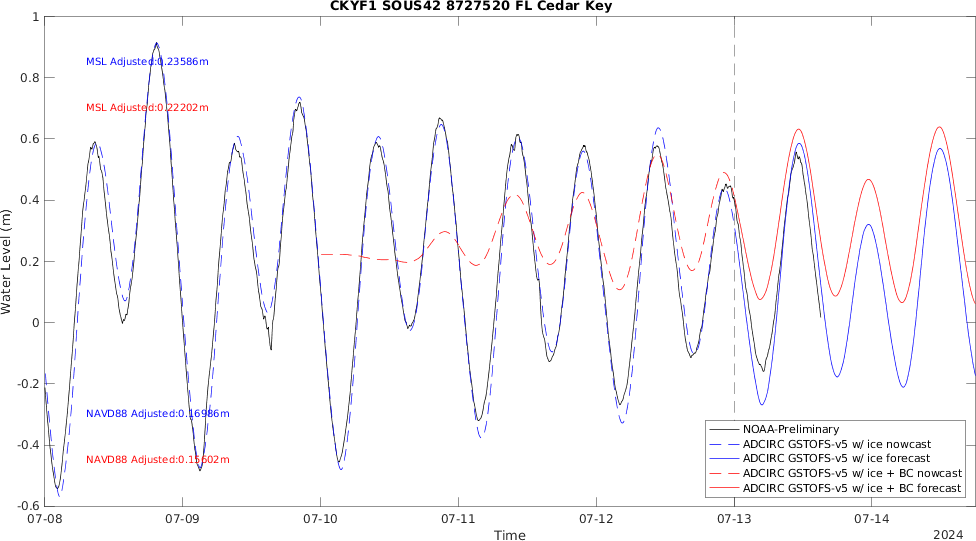 CKYF1 SOUS42 8727520 FL Cedar Key
1
0.8
0.6
0.4
0.2
0
-0.2
-0.4
-0.6
Water Level (m)
MSL Adjusted:0.23586m
MSL Adjusted:0.22202m
NAVD88 Adjusted:0.16986m
NAVD88 Adjusted:0.15602m
NOAA-Preliminary
ADCIRC GSTOFS-v5 w/ ice nowcast
ADCIRC GSTOFS-v5 w/ ice forecast
ADCIRC GSTOFS-v5 w/ ice + BC nowcast
ADCIRC GSTOFS-v5 w/ ice + BC forecast
07-08 07-09 07-10 07-11 07-12 07-13 07-14
Time
2024